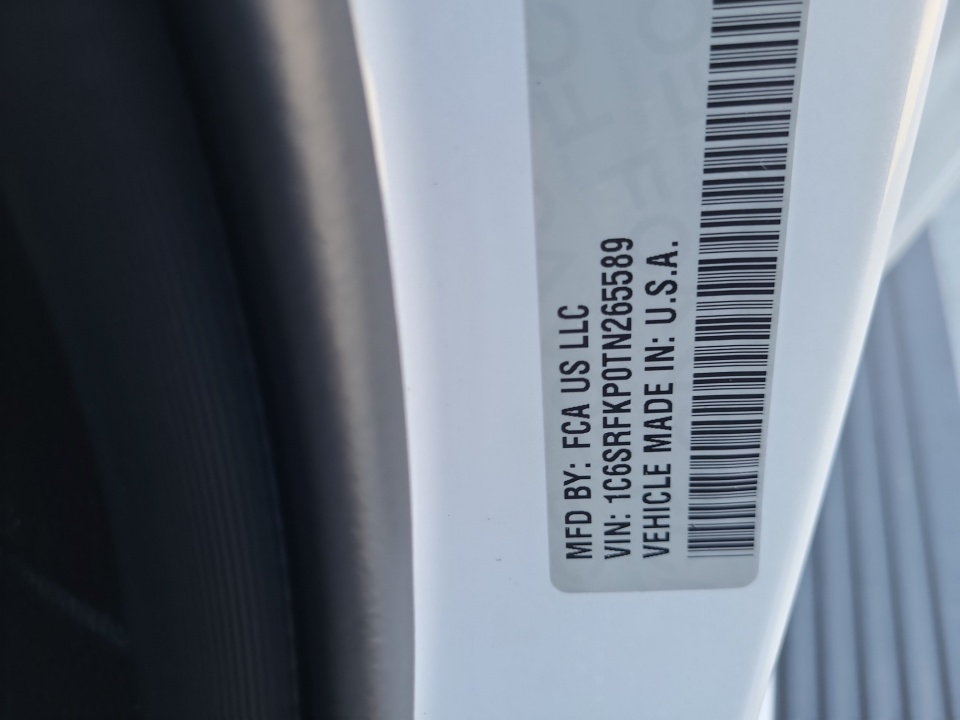 MFD BY: FCA US LLC
VIN: 1C6SRFKP0TN265589
VEHICLE MADE IN: U.S.A.